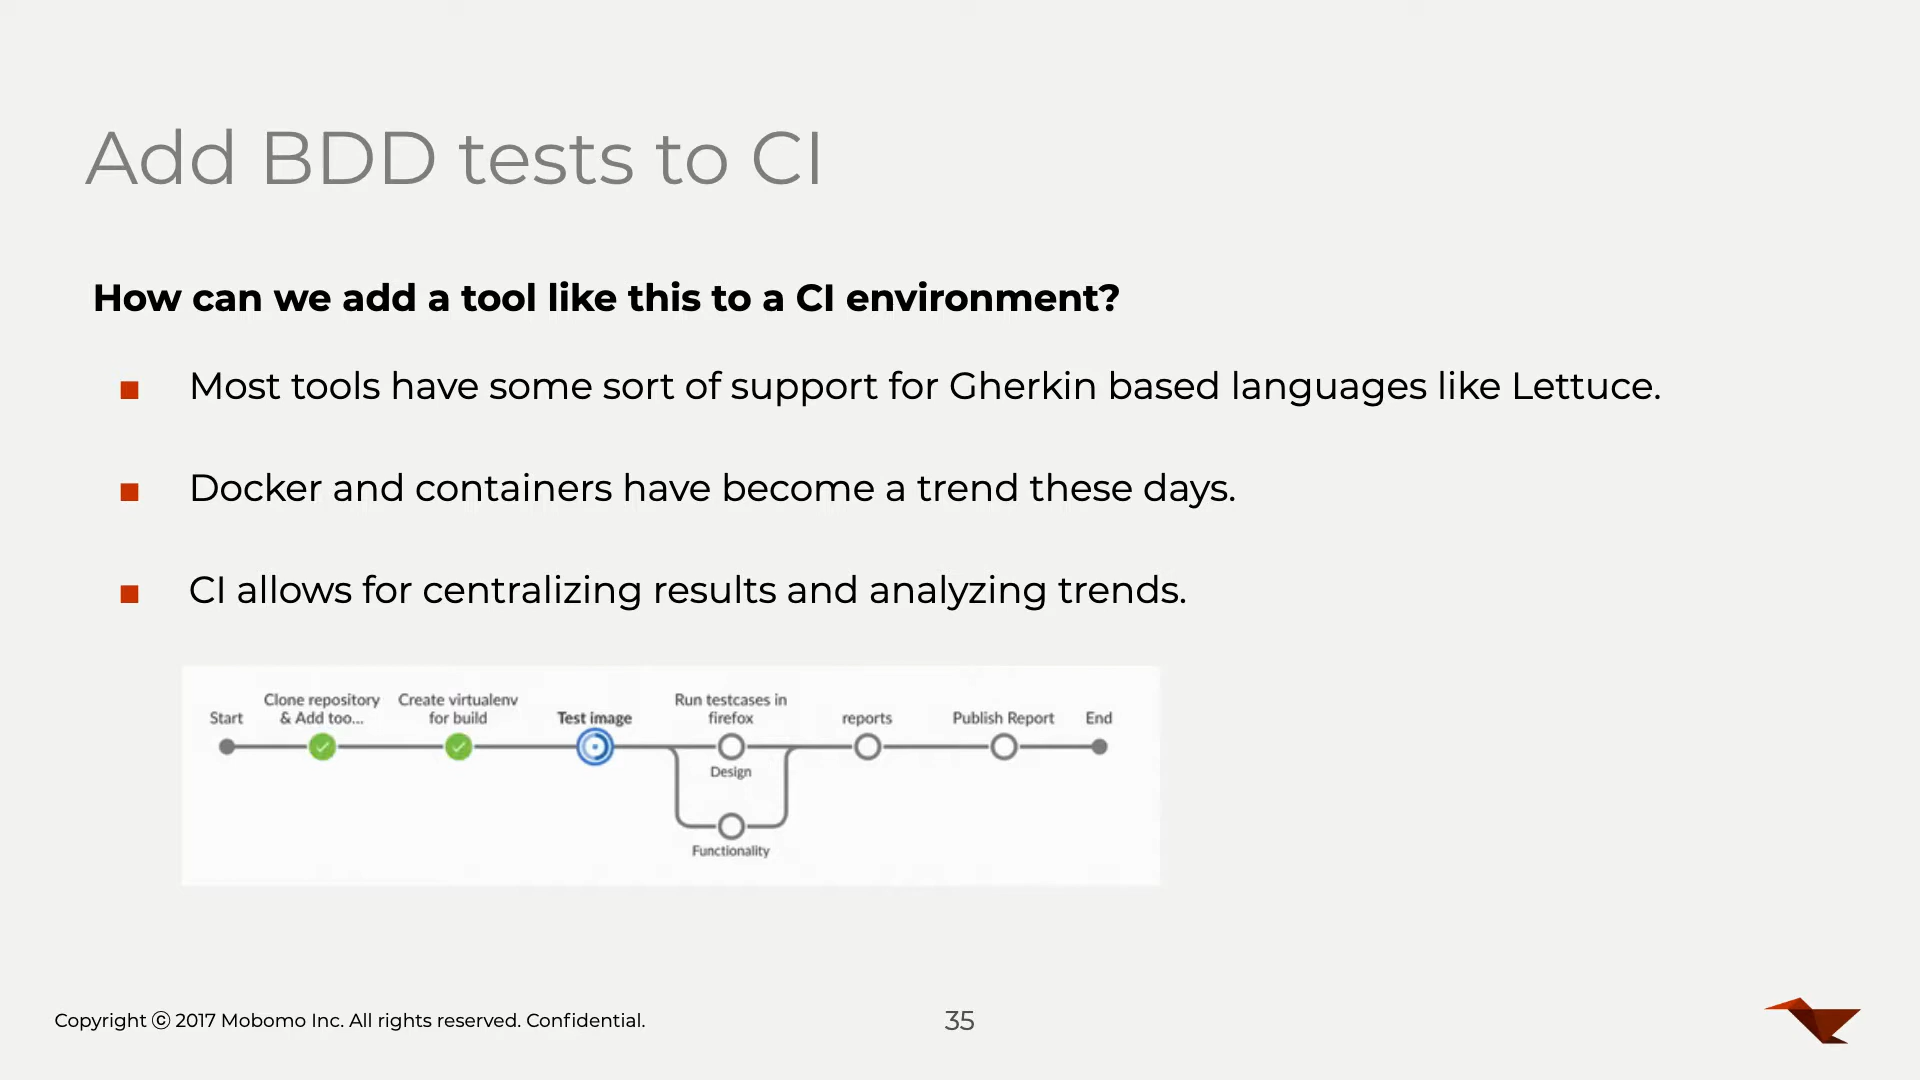 Add BDD tests to CI
How can we add a tool like this to a CI environment?
■ Most tools have some sort of support for Gherkin based languages like Lettuce.
■ Docker and containers have become a trend these days.
■ CI allows for centralizing results and analyzing trends.
Start
Clone repository
& Add too...
Create virtualenv
for build
Test image
Run testcases in
firefox
reports
Publish Report
End
Design
Functionality
Copyright ⓒ 2017 Mobomo Inc. All rights reserved. Confidential.
35